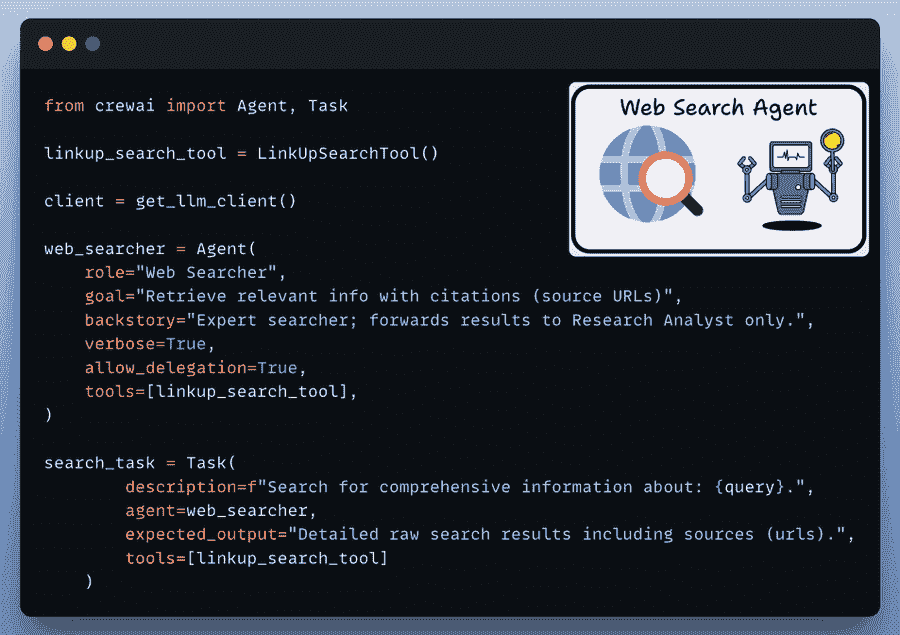 from crewai import Agent, Task
Web Search Agent
linkup_search_tool = LinkUpSearchTool()
client = get_llm_client()
web_searcher = Agent(
    role="Web Searcher",
    goal="Retrieve relevant info with citations (source URLs)",
    backstory="Expert searcher; forwards results to Research Analyst only.",
    verbose=True,
    allow_delegation=True,
    tools=[linkup_search_tool],
)
search_task = Task(
        description=f"Search for comprehensive information about: {query}.",
        agent=web_searcher,
        expected_output="Detailed raw search results including sources (urls).",
        tools=[linkup_search_tool]
    )